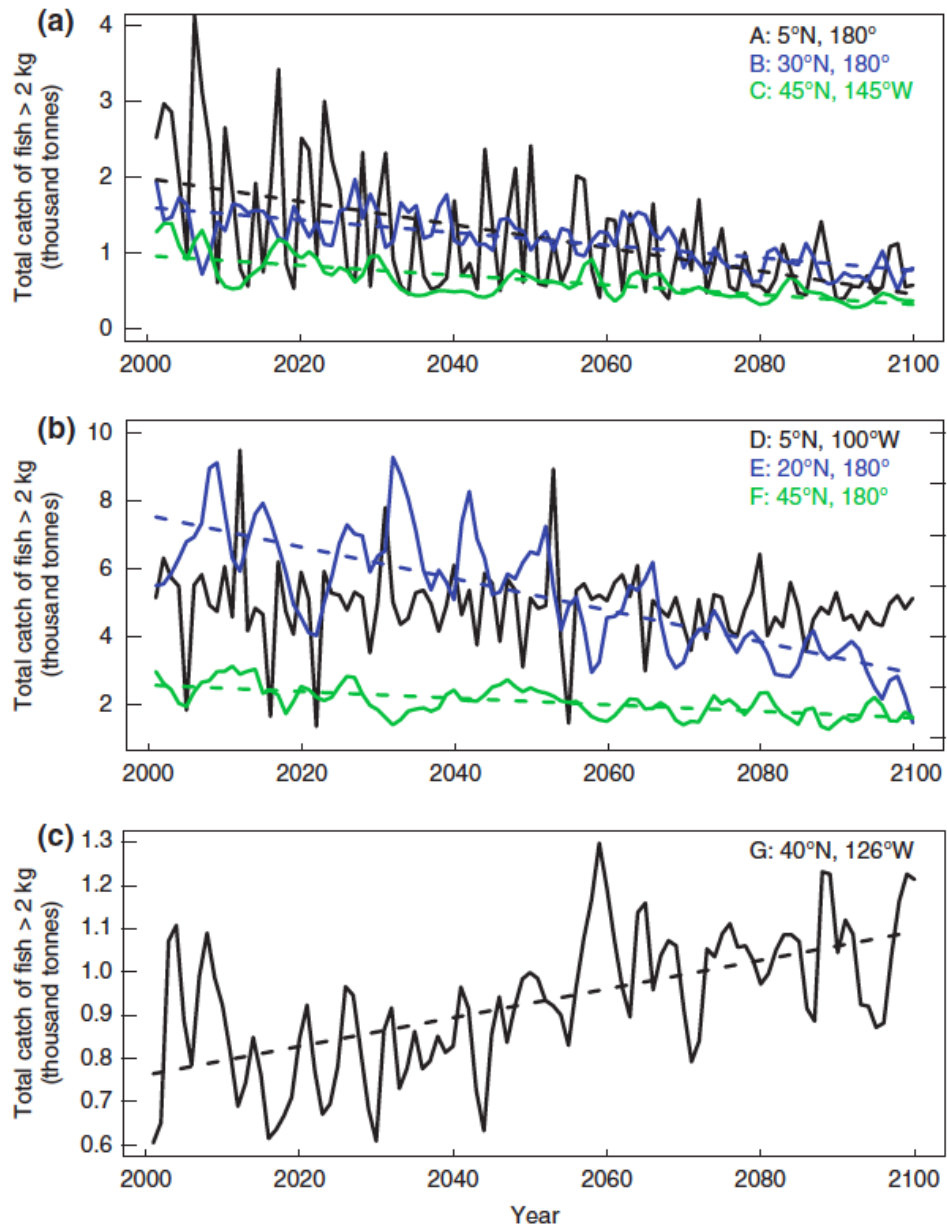 (a)
Total catch of fish > 2 kg
(thousand tonnes)
4
3
2
1
0
A: 5°N, 180°
B: 30°N, 180°
C: 45°N, 145°W
2000 2020 2040 2060 2080 2100
(b)
Total catch of fish > 2 kg
(thousand tonnes)
10
8
6
4
2
D: 5°N, 100°W
E: 20°N, 180°
F: 45°N, 180°
2000 2020 2040 2060 2080 2100
(c)
Total catch of fish > 2 kg
(thousand tonnes)
1.3
1.2
1.1
1.0
0.9
0.8
0.7
0.6
G: 40°N, 126°W
2000 2020 2040 2060 2080 2100
Year